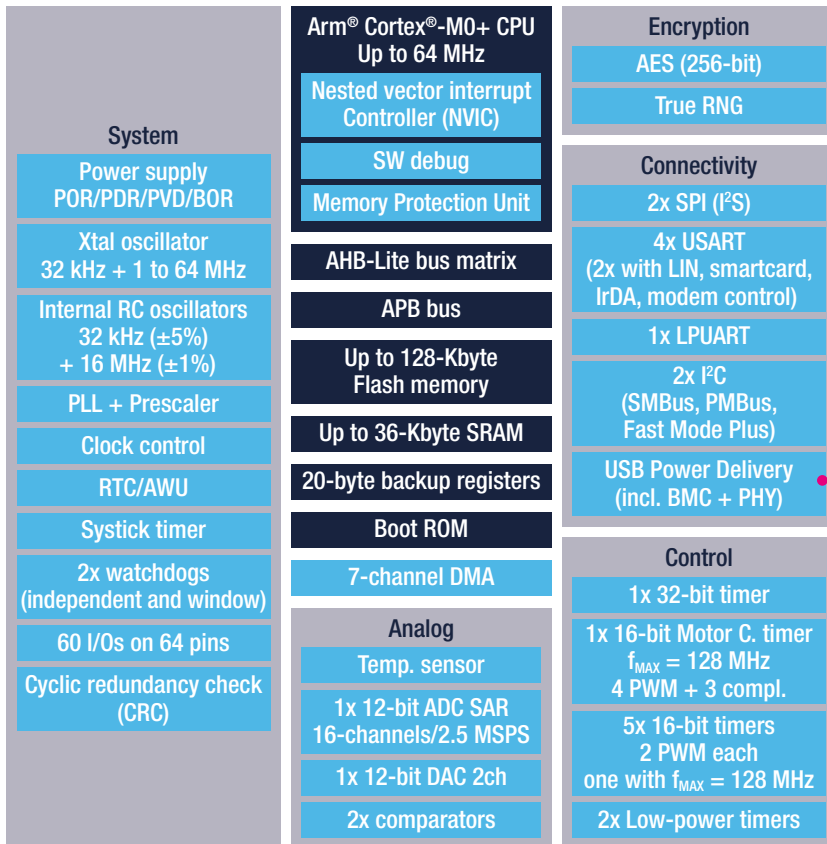 System
Power supply
POR/PDR/PVD/BOR
Xtal oscillator
32 kHz + 1 to 64 MHz
Internal RC oscillators
32 kHz (±5%)
+ 16 MHz (±1%)
PLL + Prescaler
Clock control
RTC/AWU
Systick timer
2x watchdogs
(independent and window)
60 I/Os on 64 pins
Cyclic redundancy check
(CRC)
Arm® Cortex®-M0+ CPU
Up to 64 MHz
Nested vector interrupt
Controller (NVIC)
SW debug
Memory Protection Unit
AHB-Lite bus matrix
APB bus
Up to 128-Kbyte
Flash memory
Up to 36-Kbyte SRAM
20-byte backup registers
Boot ROM
7-channel DMA
Analog
Temp. sensor
1x 12-bit ADC SAR
16-channels/2.5 MSPS
1x 12-bit DAC 2ch
2x comparators
Encryption
AES (256-bit)
True RNG
Connectivity
2x SPI (I²S)
4x USART
(2x with LIN, smartcard,
IrDA, modem control)
1x LPUART
2x I²C
(SMBus, PMBus,
Fast Mode Plus)
USB Power Delivery
(incl. BMC + PHY)
Control
1x 32-bit timer
1x 16-bit Motor C. timer
fMAX = 128 MHz
4 PWM + 3 compl.
5x 16-bit timers
2 PWM each
one with fMAX = 128 MHz
2x Low-power timers